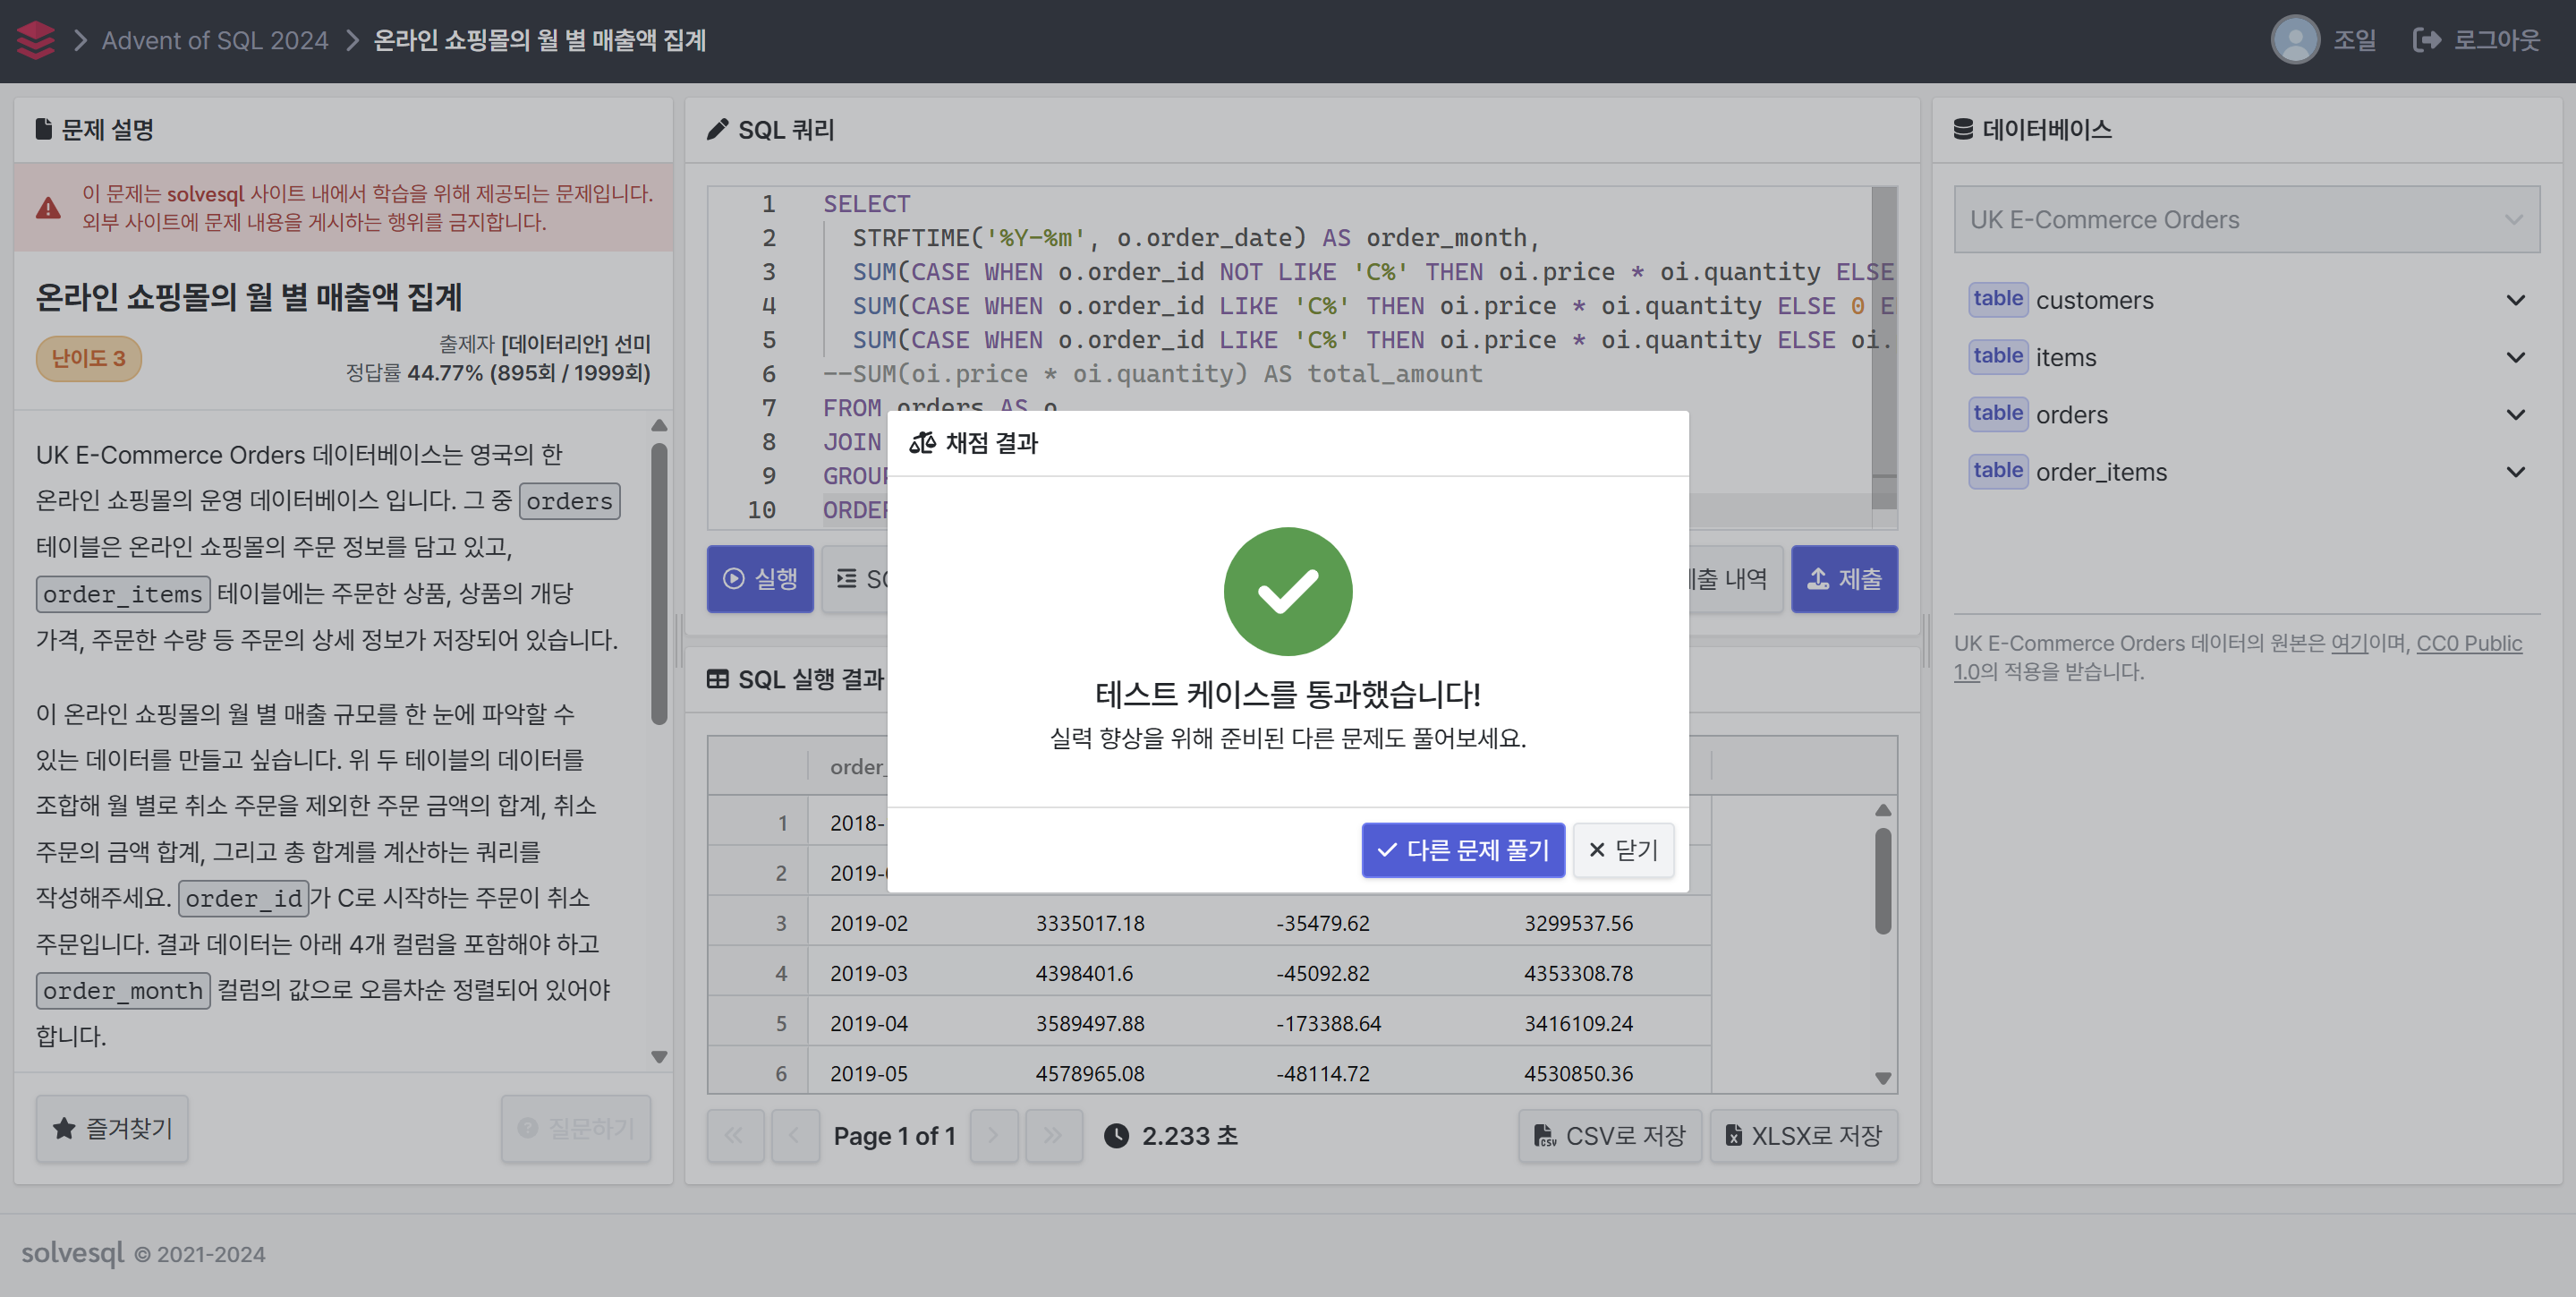 Advent of SQL 2024
온라인 쇼핑몰의 월 별 매출액 집계
조일
로그아웃
문제 설명
이 문제는 solvesql 사이트 내에서 학습을 위해 제공되는 문제입니다.
외부 사이트에 문제 내용을 게시하는 행위를 금지합니다.
온라인 쇼핑몰의 월 별 매출액 집계
난이도 3
출제자 [데이터리안] 선미
정답률 44.77% (895회 / 1999회)
UK E-Commerce Orders 데이터베이스는 영국의 한
온라인 쇼핑몰의 운영 데이터베이스 입니다. 그 중 orders
테이블은 온라인 쇼핑몰의 주문 정보를 담고 있고,
order_items 테이블에는 주문한 상품, 상품의 개당
가격, 주문한 수량 등 주문의 상세 정보가 저장되어 있습니다.
이 온라인 쇼핑몰의 월 별 매출 규모를 한 눈에 파악할 수
있는 데이터를 만들고 싶습니다. 위 두 테이블의 데이터를
조합해 월 별로 취소 주문을 제외한 주문 금액의 합계, 취소
주문의 금액 합계, 그리고 총 합계를 계산하는 쿼리를
작성해주세요. order_id가 C로 시작하는 주문이 취소
주문입니다. 결과 데이터는 아래 4개 컬럼을 포함해야 하고
order_month 컬럼의 값으로 오름차순 정렬되어 있어야
합니다.
즐겨찾기
질문하기
SQL 쿼리
1 SELECT
2 STRFTIME('%Y-%m', o.order_date) AS order_month,
3 SUM(CASE WHEN o.order_id NOT LIKE 'C%' THEN oi.price * oi.quantity ELSE
4 SUM(CASE WHEN o.order_id LIKE 'C%' THEN oi.price * oi.quantity ELSE 0 E
5 SUM(CASE WHEN o.order_id LIKE 'C%' THEN oi.price * oi.quantity ELSE oi.
6 --SUM(oi.price * oi.quantity) AS total_amount
7 FROM orders AS o
8 JOIN
9 GROUP
10 ORDER
실행
제출 내역
제출
SQL 실행 결과
order_
1 2018-
2 2019-
3 2019-02 3335017.18 -35479.62 3299537.56
4 2019-03 4398401.6 -45092.82 4353308.78
5 2019-04 3589497.88 -173388.64 3416109.24
6 2019-05 4578965.08 -48114.72 4530850.36
Page 1 of 1
2.233 초
CSV로 저장
XLSX로 저장
채점 결과
테스트 케이스를 통과했습니다!
실력 향상을 위해 준비된 다른 문제도 풀어보세요.
다른 문제 풀기
닫기
데이터베이스
UK E-Commerce Orders
table customers
table items
table orders
table order_items
UK E-Commerce Orders 데이터의 원본은 여기이며, CC0 Public
1.0의 적용을 받습니다.
solvesql © 2021-2024